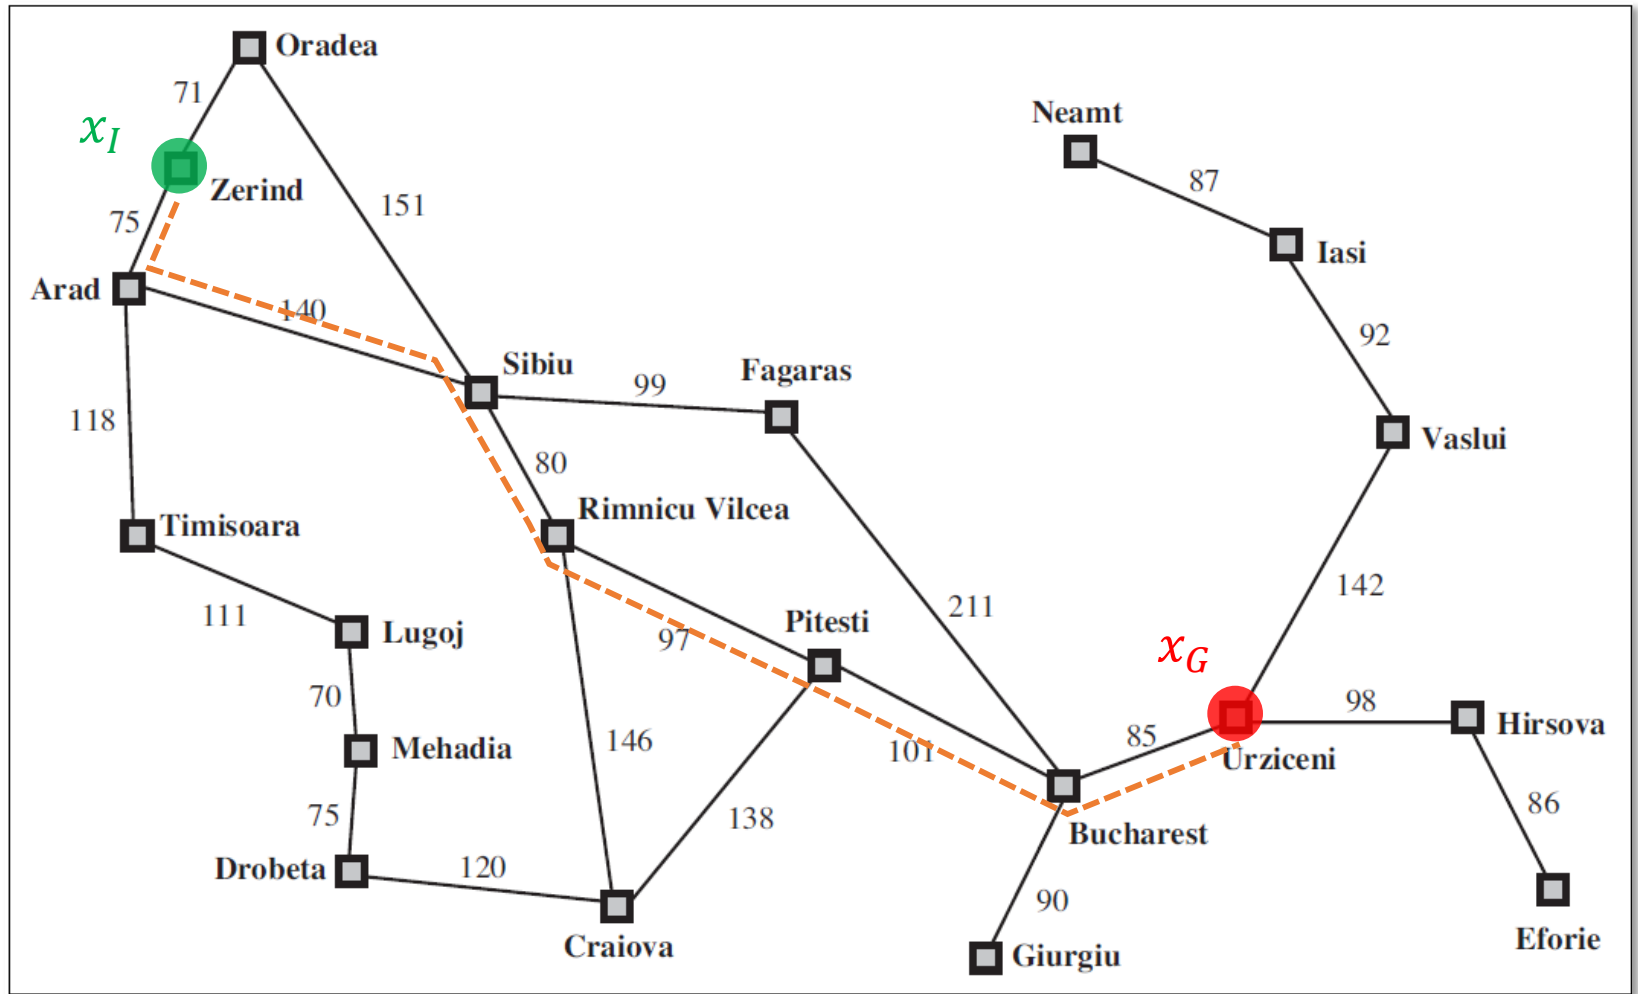 Oradea
71
Neamt
x_I
87
Zerind
151
75
Iasi
Arad
140
92
Sibiu
Fagaras
99
118
Vaslui
80
Rimnicu Vilcea
Timisoara
142
211
111
Pitesti
Lugoj
97
x_G
70
98
Hirsova
85
146
Mehadia
101
Urziceni
86
75
138
Bucharest
Drobeta
120
90
Eforie
Craiova
Giurgiu